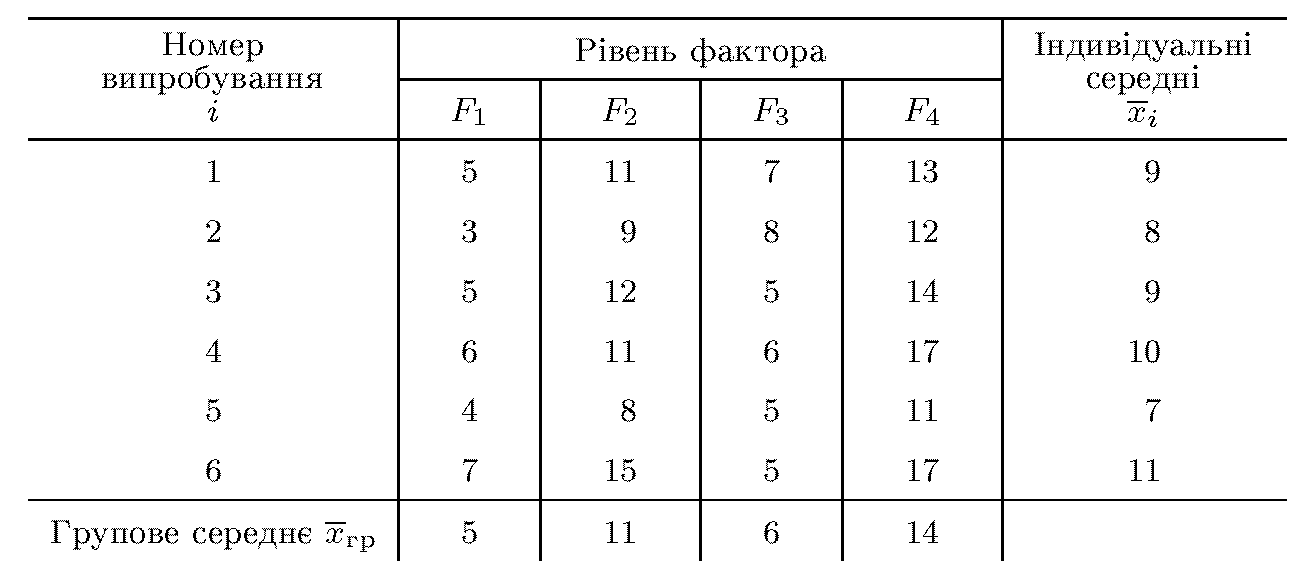 Номер Рівень фактора Індивідуальні
випробування середні
i F₁ F₂ F₃ F₄ x̅ᵢ
1 5 11 7 13 9
2 3 9 8 12 8
3 5 12 5 14 9
4 6 11 6 17 10
5 4 8 5 11 7
6 7 15 5 17 11
Групове середнє x̅гр 5 11 6 14